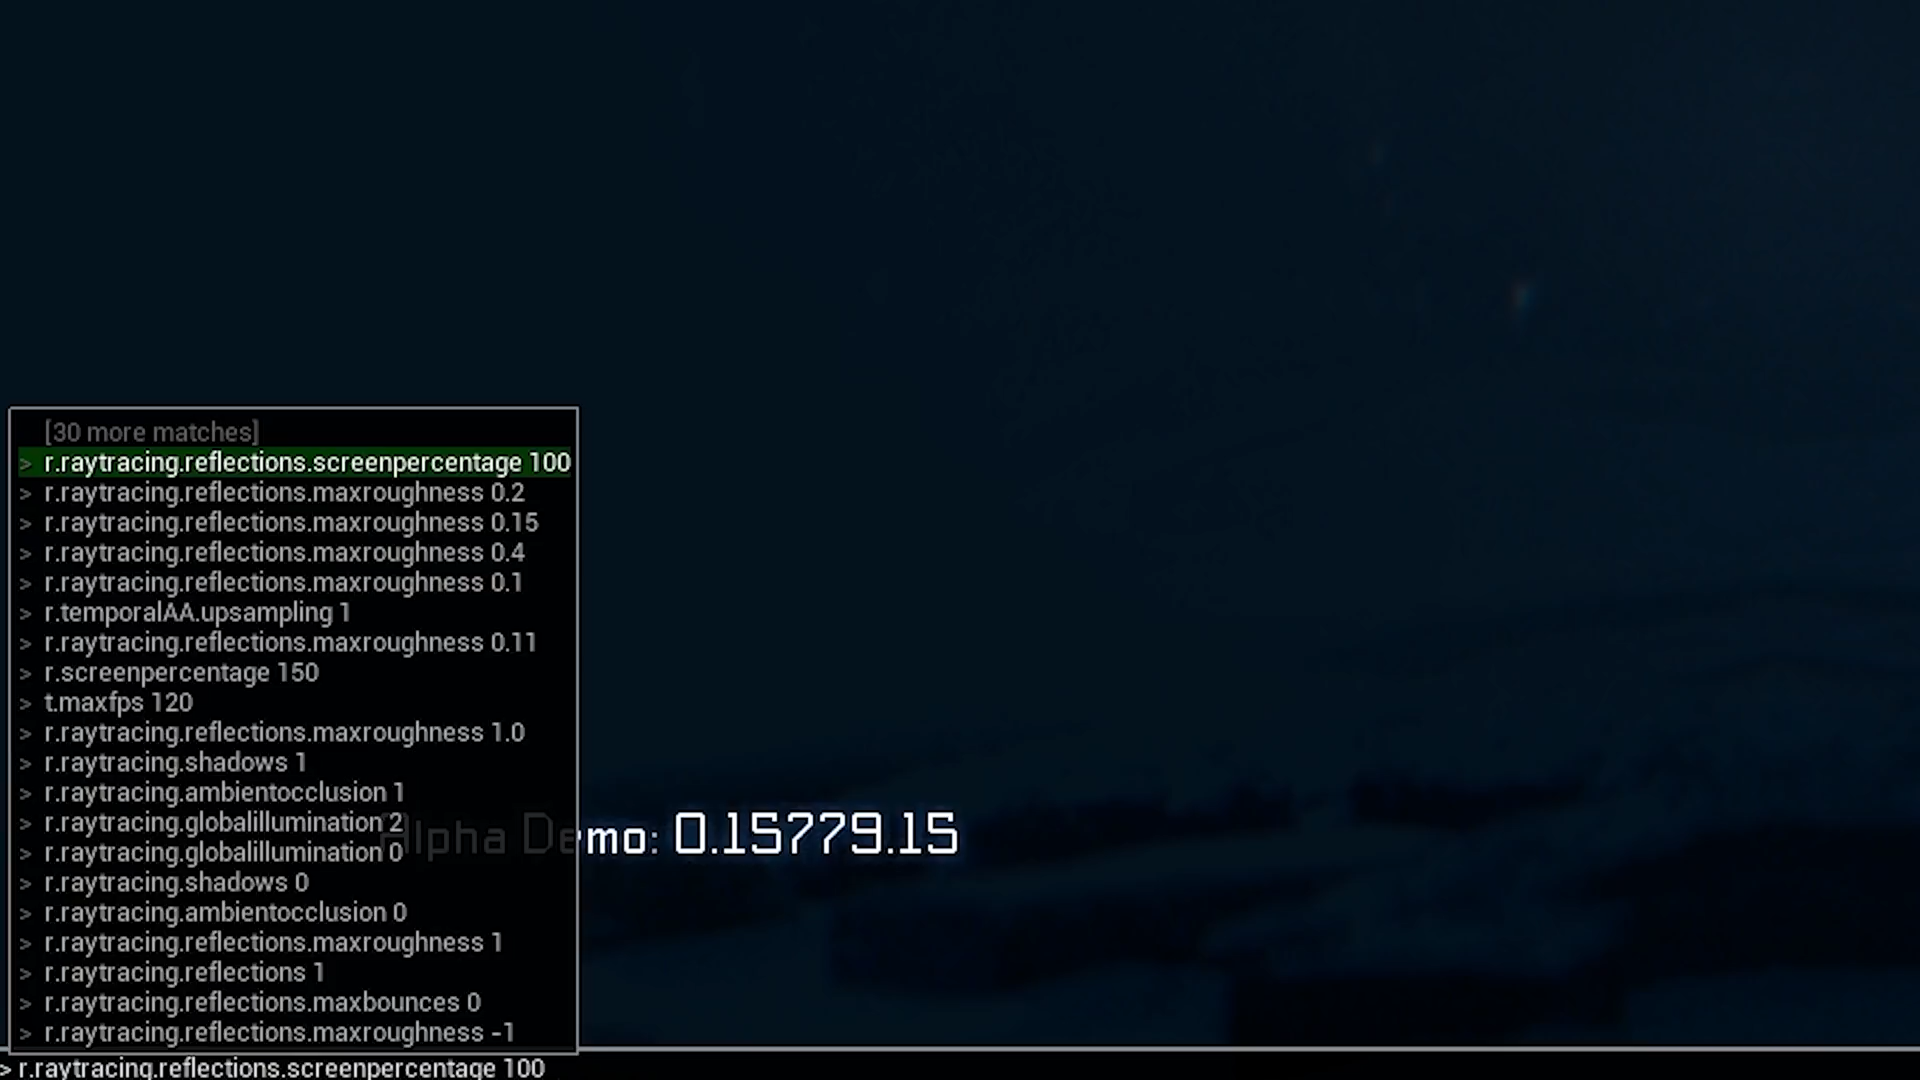 [30 more matches]
> r.raytracing.reflections.screenpercentage 100
> r.raytracing.reflections.maxroughness 0.2
> r.raytracing.reflections.maxroughness 0.15
> r.raytracing.reflections.maxroughness 0.4
> r.raytracing.reflections.maxroughness 0.1
> r.temporalAA.upsampling 1
> r.raytracing.reflections.maxroughness 0.11
> r.screenpercentage 150
> t.maxfps 120
> r.raytracing.reflections.maxroughness 1.0
> r.raytracing.shadows 1
> r.raytracing.ambientocclusion 1
> r.raytracing.globalillumination 2
Alpha Demo: 0.15779.15
> r.raytracing.globalillumination 0
> r.raytracing.shadows 0
> r.raytracing.ambientocclusion 0
> r.raytracing.reflections.maxroughness 1
> r.raytracing.reflections 1
> r.raytracing.reflections.maxbounces 0
> r.raytracing.reflections.maxroughness -1
> r.raytracing.reflections.screenpercentage 100